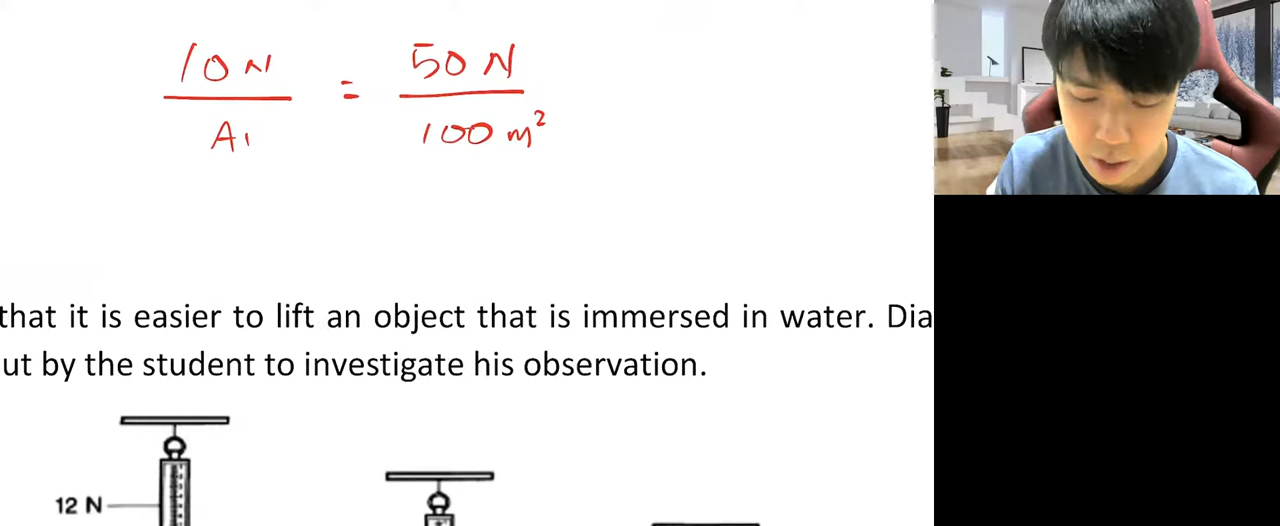 10 N / A1 = 50 N / 100 m²
that it is easier to lift an object that is immersed in water. Dia
ut by the student to investigate his observation.
12 N